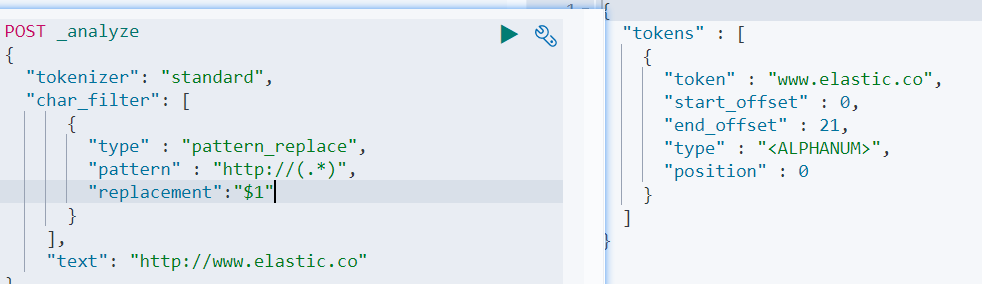 POST _analyze
{
"tokenizer": "standard",
"char_filter": [
{
"type" : "pattern_replace",
"pattern" : "http://(.*)",
"replacement":"$1"
}
],
"text": "http://www.elastic.co"
}
1
{
"tokens" : [
{
"token" : "www.elastic.co",
"start_offset" : 0,
"end_offset" : 21,
"type" : "<ALPHANUM>",
"position" : 0
}
]
}